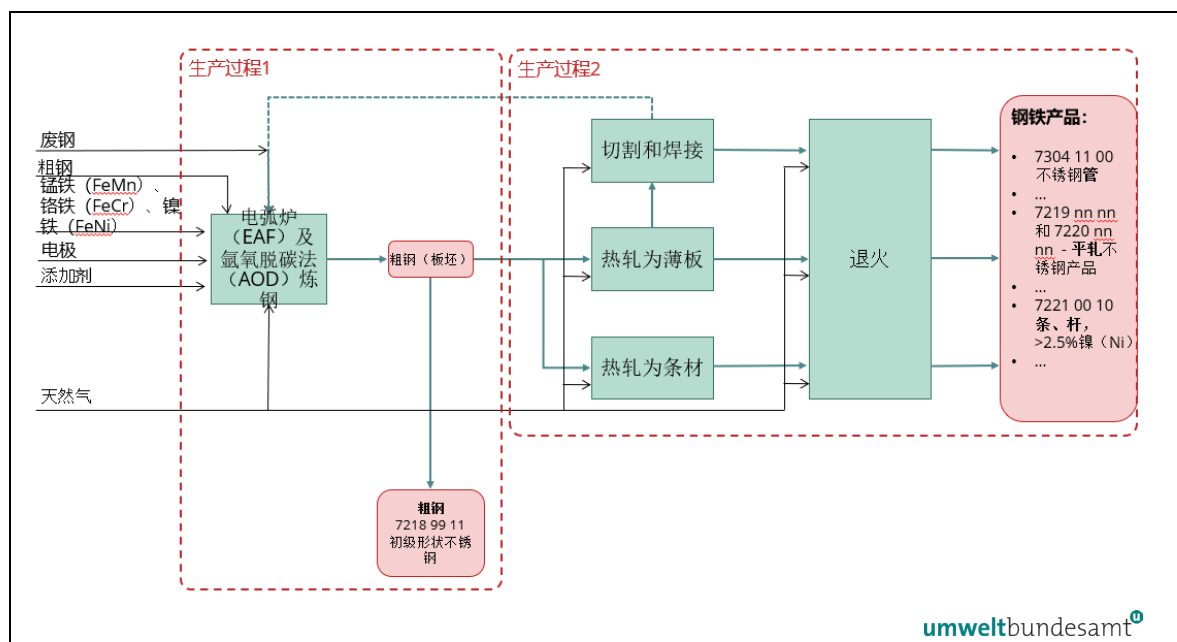 生产过程1
生产过程2
废钢
粗钢
锰铁（FeMn）、
铬铁（FeCr）、镍
铁（FeNi）
电极
添加剂
天然气
电弧炉
（EAF）及
氩氧脱碳法
（AOD）炼
钢
粗钢（板坯）
粗钢
7218 99 11
初级形状不锈
钢
切割和焊接
热轧为薄板
热轧为条材
退火
钢铁产品：
• 7304 11 00
不锈钢管
• ...
• 7219 nn nn
和 7220 nn
nn - 平轧不
锈钢产品
• ...
• 7221 00 10
条、杆，
>2.5%镍（Ni）
• ...
umweltbundesamt
u